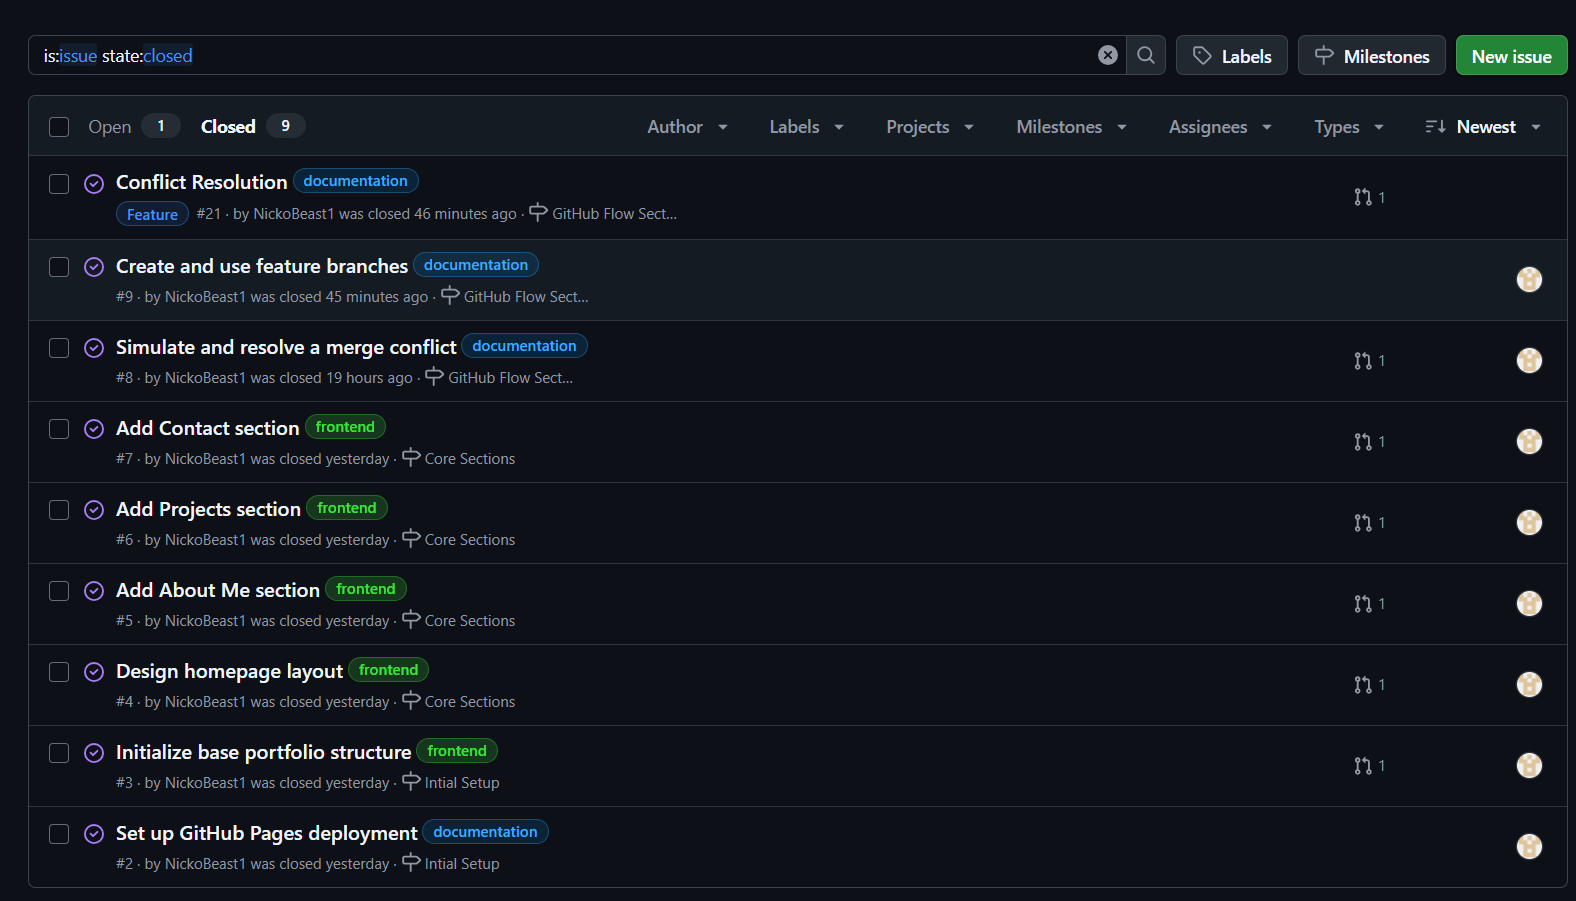 is:issue state:closed
Labels
Milestones
New issue
Open 1 Closed 9 Author Labels Projects Milestones Assignees Types Newest
Conflict Resolution documentation
Feature #21 · by NickoBeast1 was closed 46 minutes ago · GitHub Flow Sect...
1
Create and use feature branches documentation
#9 · by NickoBeast1 was closed 45 minutes ago · GitHub Flow Sect...
Simulate and resolve a merge conflict documentation
#8 · by NickoBeast1 was closed 19 hours ago · GitHub Flow Sect...
1
Add Contact section frontend
#7 · by NickoBeast1 was closed yesterday · Core Sections
1
Add Projects section frontend
#6 · by NickoBeast1 was closed yesterday · Core Sections
1
Add About Me section frontend
#5 · by NickoBeast1 was closed yesterday · Core Sections
1
Design homepage layout frontend
#4 · by NickoBeast1 was closed yesterday · Core Sections
1
Initialize base portfolio structure frontend
#3 · by NickoBeast1 was closed yesterday · Intial Setup
1
Set up GitHub Pages deployment documentation
#2 · by NickoBeast1 was closed yesterday · Intial Setup